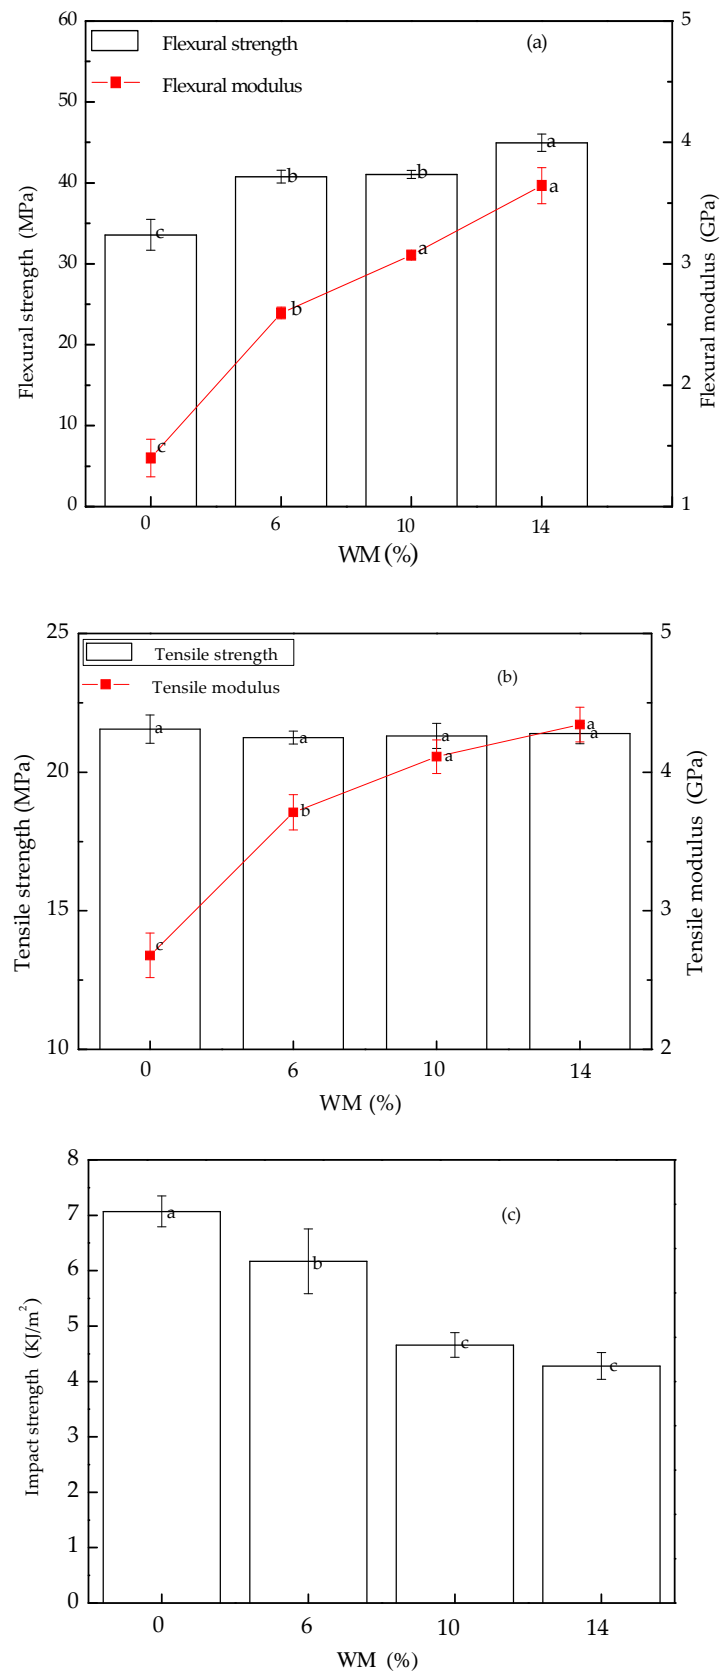 60
50
40
30
20
10
0
Flexural strength (MPa)
Flexural strength
Flexural modulus
(a)
c
b
b
a
c
b
a
a
5
4
3
2
1
Flexural modulus (GPa)
0 6 10 14
WM (%)
25
20
15
10
Tensile strength (MPa)
Tensile strength
Tensile modulus
(b)
a
a
a
a
c
b
a
a
5
4
3
2
Tensile modulus (GPa)
0 6 10 14
WM (%)
8
7
6
5
4
3
2
1
0
Impact strength (KJ/m²)
(c)
a
b
c
c
0 6 10 14
WM (%)